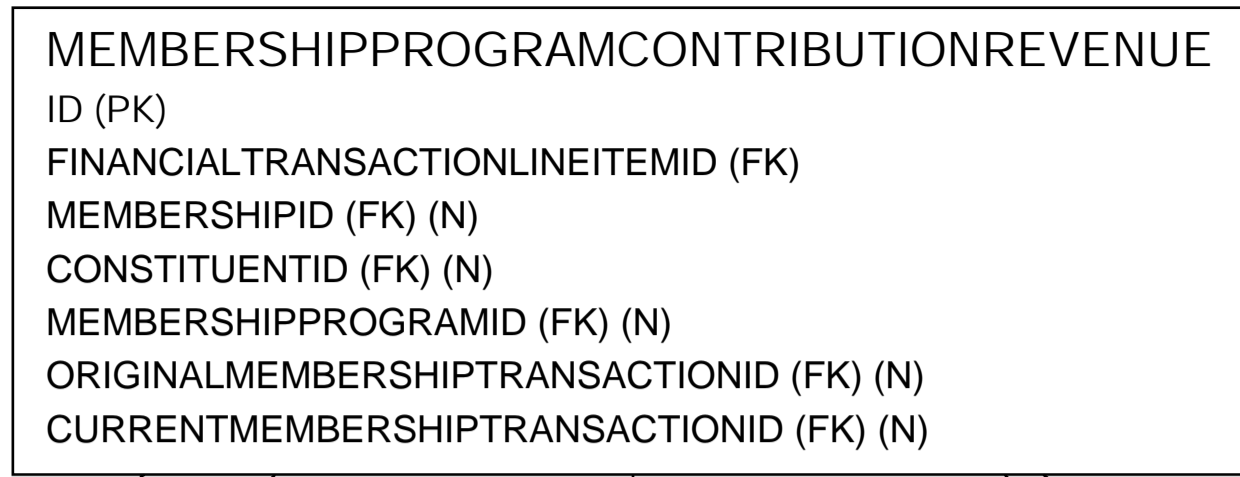 MEMBERSHIPPROGRAMCONTRIBUTIONREVENUE
ID (PK)
FINANCIALTRANSACTIONLINEITEMID (FK)
MEMBERSHIPID (FK) (N)
CONSTITUENTID (FK) (N)
MEMBERSHIPPROGRAMID (FK) (N)
ORIGINALMEMBERSHIPTRANSACTIONID (FK) (N)
CURRENTMEMBERSHIPTRANSACTIONID (FK) (N)